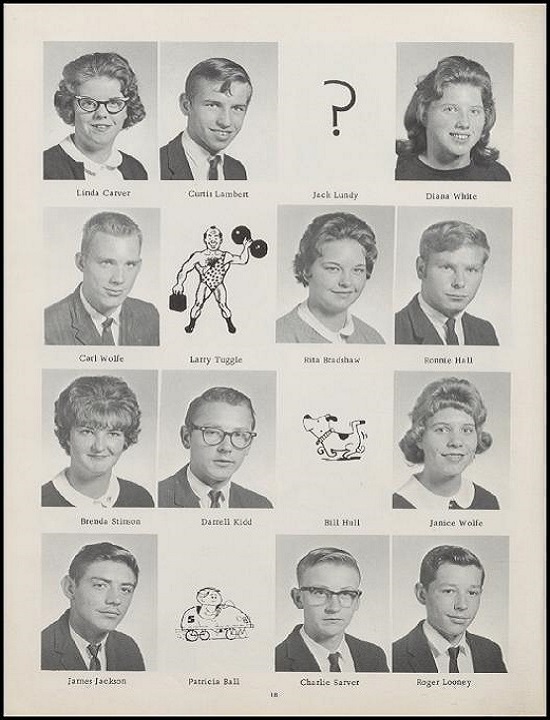 ?
Linda Carver Curtis Lambert Jack Lundy Diana White
Carl Wolfe Larry Tuggle Rita Bradshaw Ronnie Hall
Brenda Stinson Darrell Kidd Bill Hull Janice Wolfe
5
James Jackson Patricia Ball Charlie Sarver Roger Looney
18